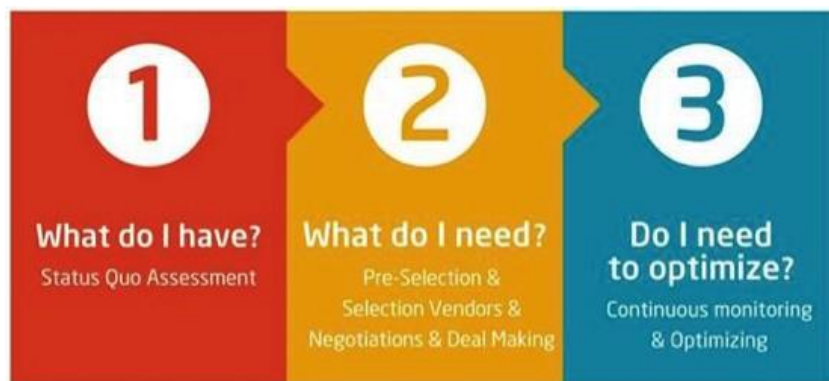 1
What do I have?
Status Quo Assessment
2
What do I need?
Pre-Selection &
Selection Vendors &
Negotiations & Deal Making
3
Do I need
to optimize?
Continuous monitoring
& Optimizing